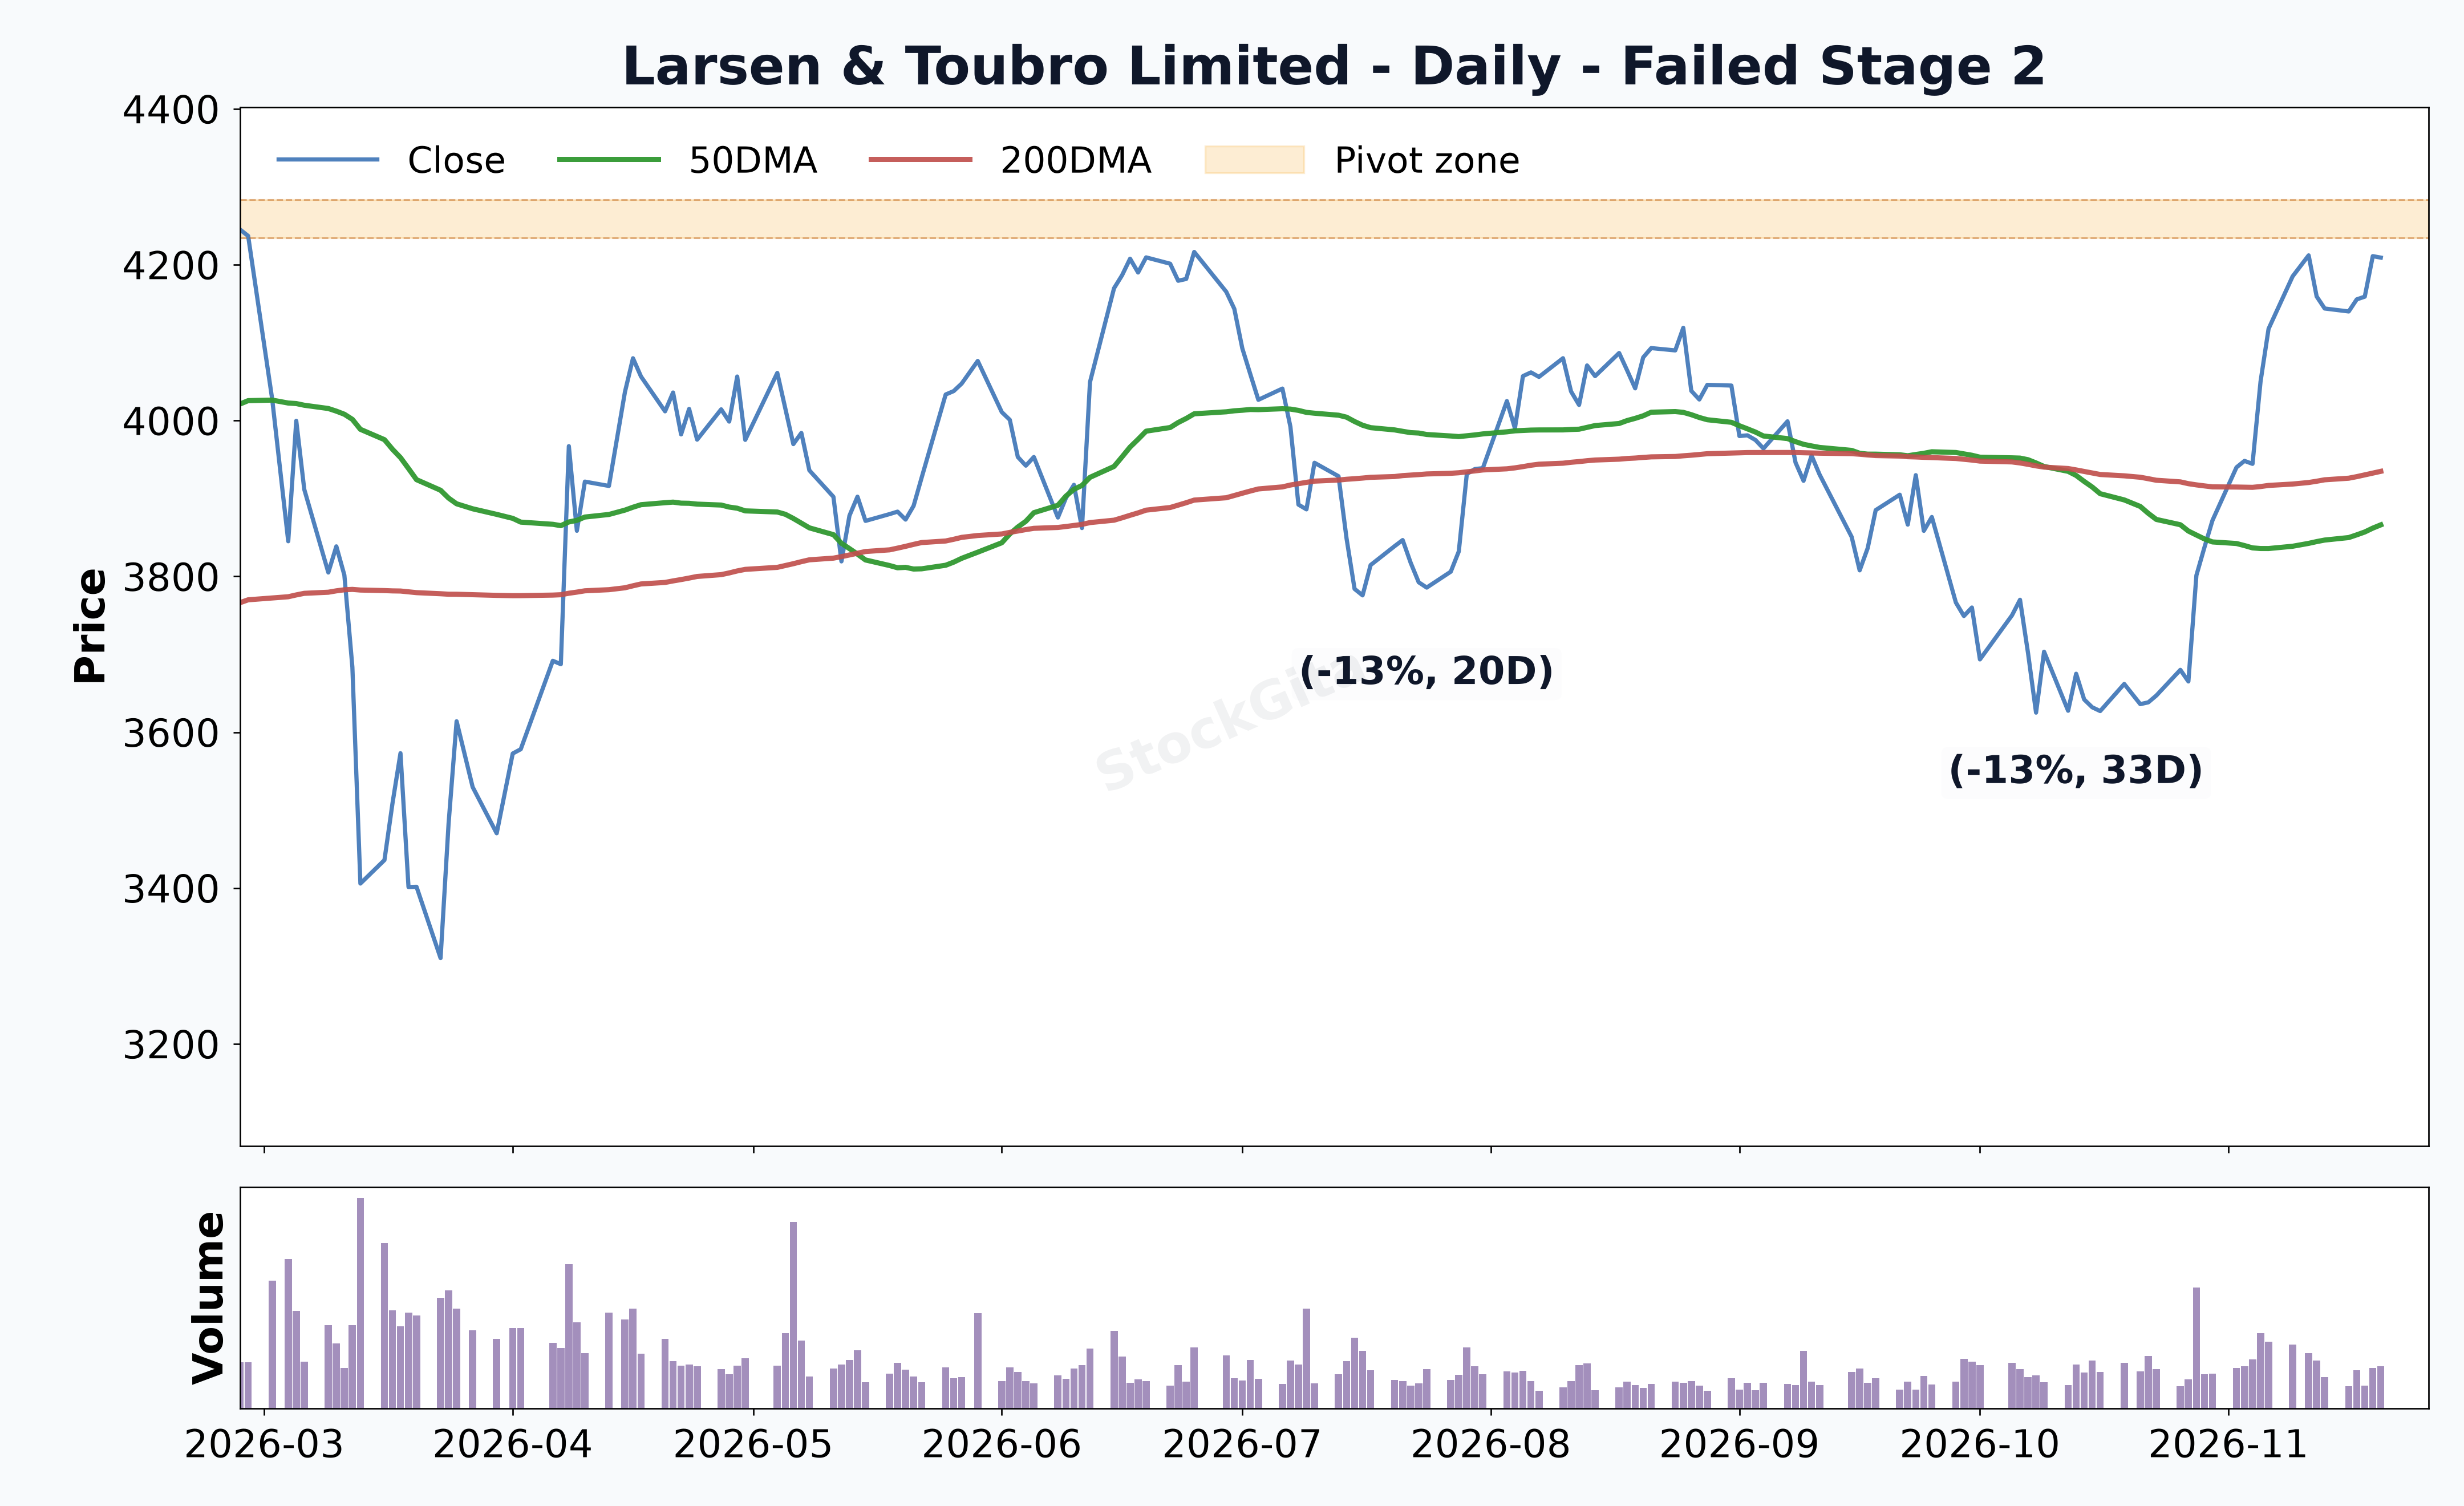 Larsen & Toubro Limited - Daily - Failed Stage 2
Close 50DMA 200DMA Pivot zone
4400
4200
4000
3800
3600
3400
3200
Price
(-13%, 20D)
(-13%, 33D)
Volume
2026-03 2026-04 2026-05 2026-06 2026-07 2026-08 2026-09 2026-10 2026-11